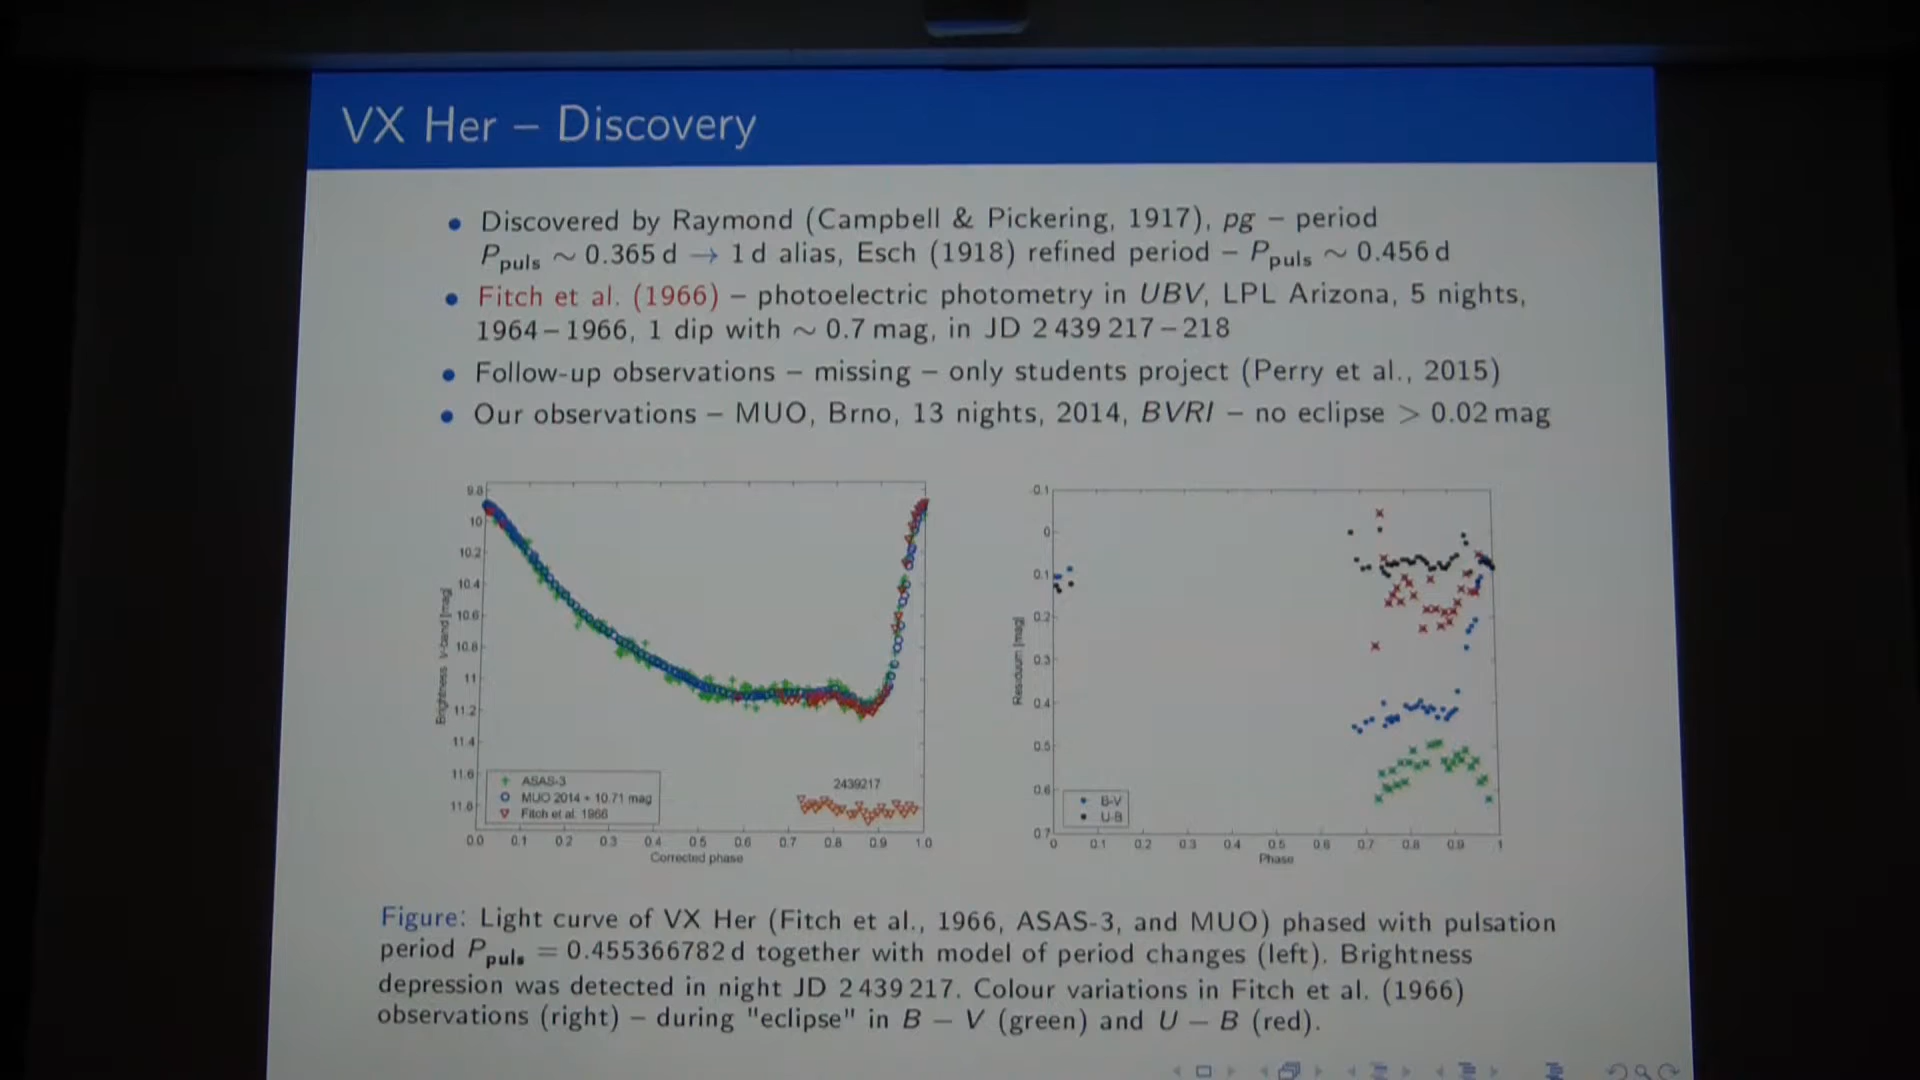 VX Her – Discovery
• Discovered by Raymond (Campbell & Pickering, 1917), pg – period
Ppuls ∼ 0.365 d → 1 d alias, Esch (1918) refined period – Ppuls ∼ 0.456 d
• Fitch et al. (1966) – photoelectric photometry in UBV, LPL Arizona, 5 nights,
1964 – 1966, 1 dip with ∼ 0.7 mag, in JD 2 439 217 – 218
• Follow-up observations – missing – only students project (Perry et al., 2015)
• Our observations – MUO, Brno, 13 nights, 2014, BVRI – no eclipse > 0.02 mag
9.8
10
10.2
10.4
10.6
10.8
11
11.2
11.4
11.6
11.8
Brightness V-band [mag]
2439217
ASAS-3
MUO 2014 + 10.71 mag
Fitch et al. 1966
0.0 0.1 0.2 0.3 0.4 0.5 0.6 0.7 0.8 0.9 1.0
Corrected phase
-0.1
0
0.1
0.2
0.3
0.4
0.5
0.6
0.7
Residuum [mag]
B-V
U-B
0 0.1 0.2 0.3 0.4 0.5 0.6 0.7 0.8 0.9 1
Phase
Figure: Light curve of VX Her (Fitch et al., 1966, ASAS-3, and MUO) phased with pulsation
period Ppuls = 0.455366782 d together with model of period changes (left). Brightness
depression was detected in night JD 2 439 217. Colour variations in Fitch et al. (1966)
observations (right) – during "eclipse" in B – V (green) and U – B (red).